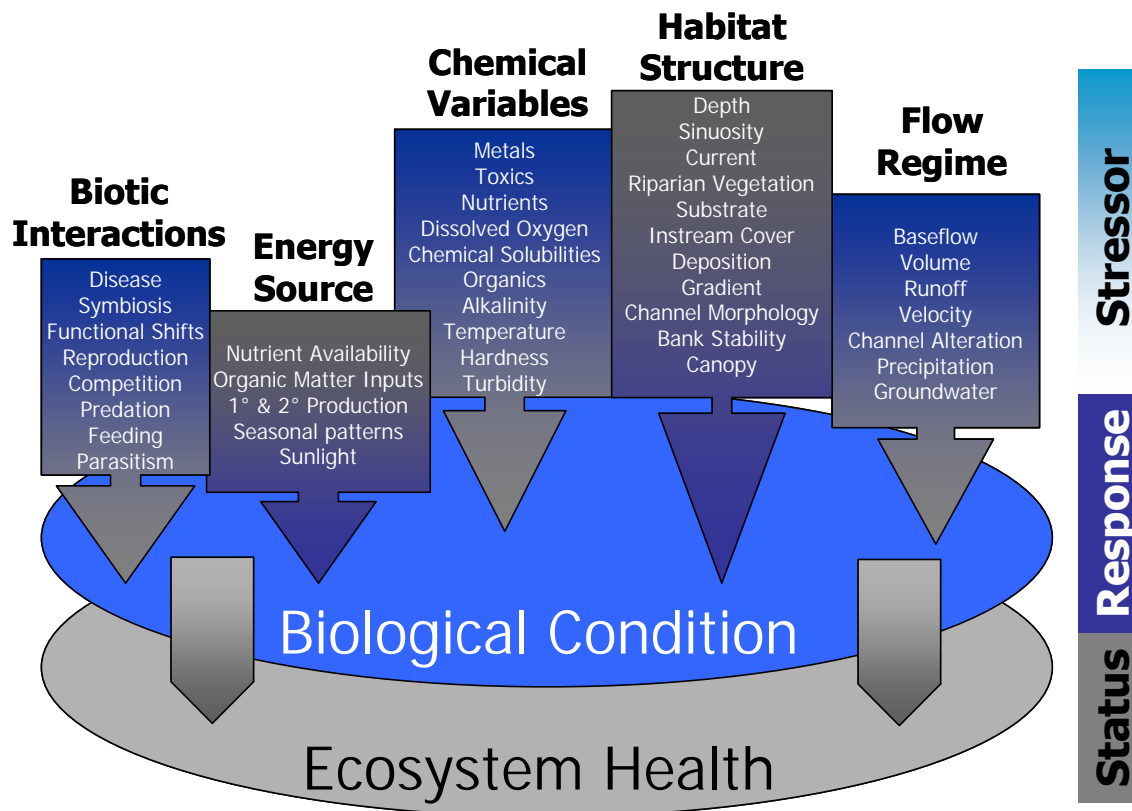 Biotic
Interactions
Disease
Symbiosis
Functional Shifts
Reproduction
Competition
Predation
Feeding
Parasitism
Energy
Source
Nutrient Availability
Organic Matter Inputs
1° & 2° Production
Seasonal patterns
Sunlight
Chemical
Variables
Metals
Toxics
Nutrients
Dissolved Oxygen
Chemical Solubilities
Organics
Alkalinity
Temperature
Hardness
Turbidity
Habitat
Structure
Depth
Sinuosity
Current
Riparian Vegetation
Substrate
Instream Cover
Deposition
Gradient
Channel Morphology
Bank Stability
Canopy
Flow
Regime
Baseflow
Volume
Runoff
Velocity
Channel Alteration
Precipitation
Groundwater
Biological Condition
Ecosystem Health
Stressor
Response
Status